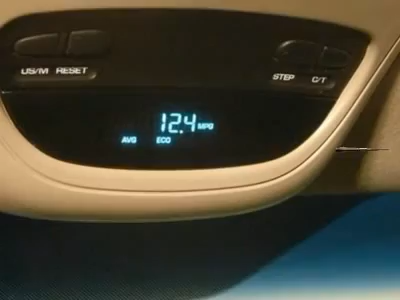 US/M RESET STEP C/T
12.4 MPG
AVG ECO